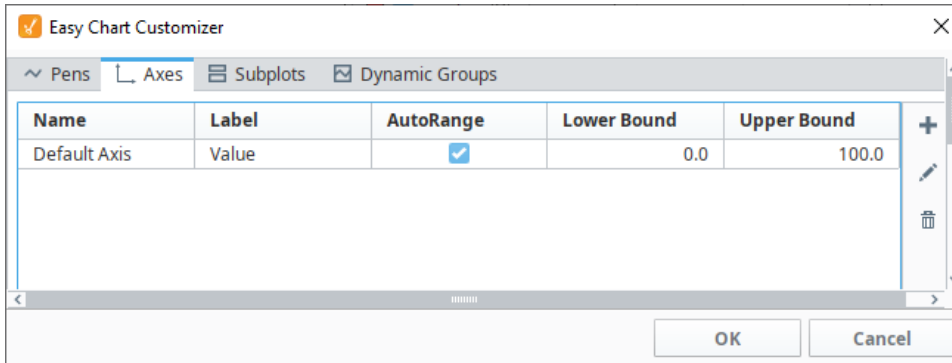 Easy Chart Customizer
Pens Axes Subplots Dynamic Groups
Name Label AutoRange Lower Bound Upper Bound
Default Axis Value 0.0 100.0
OK Cancel